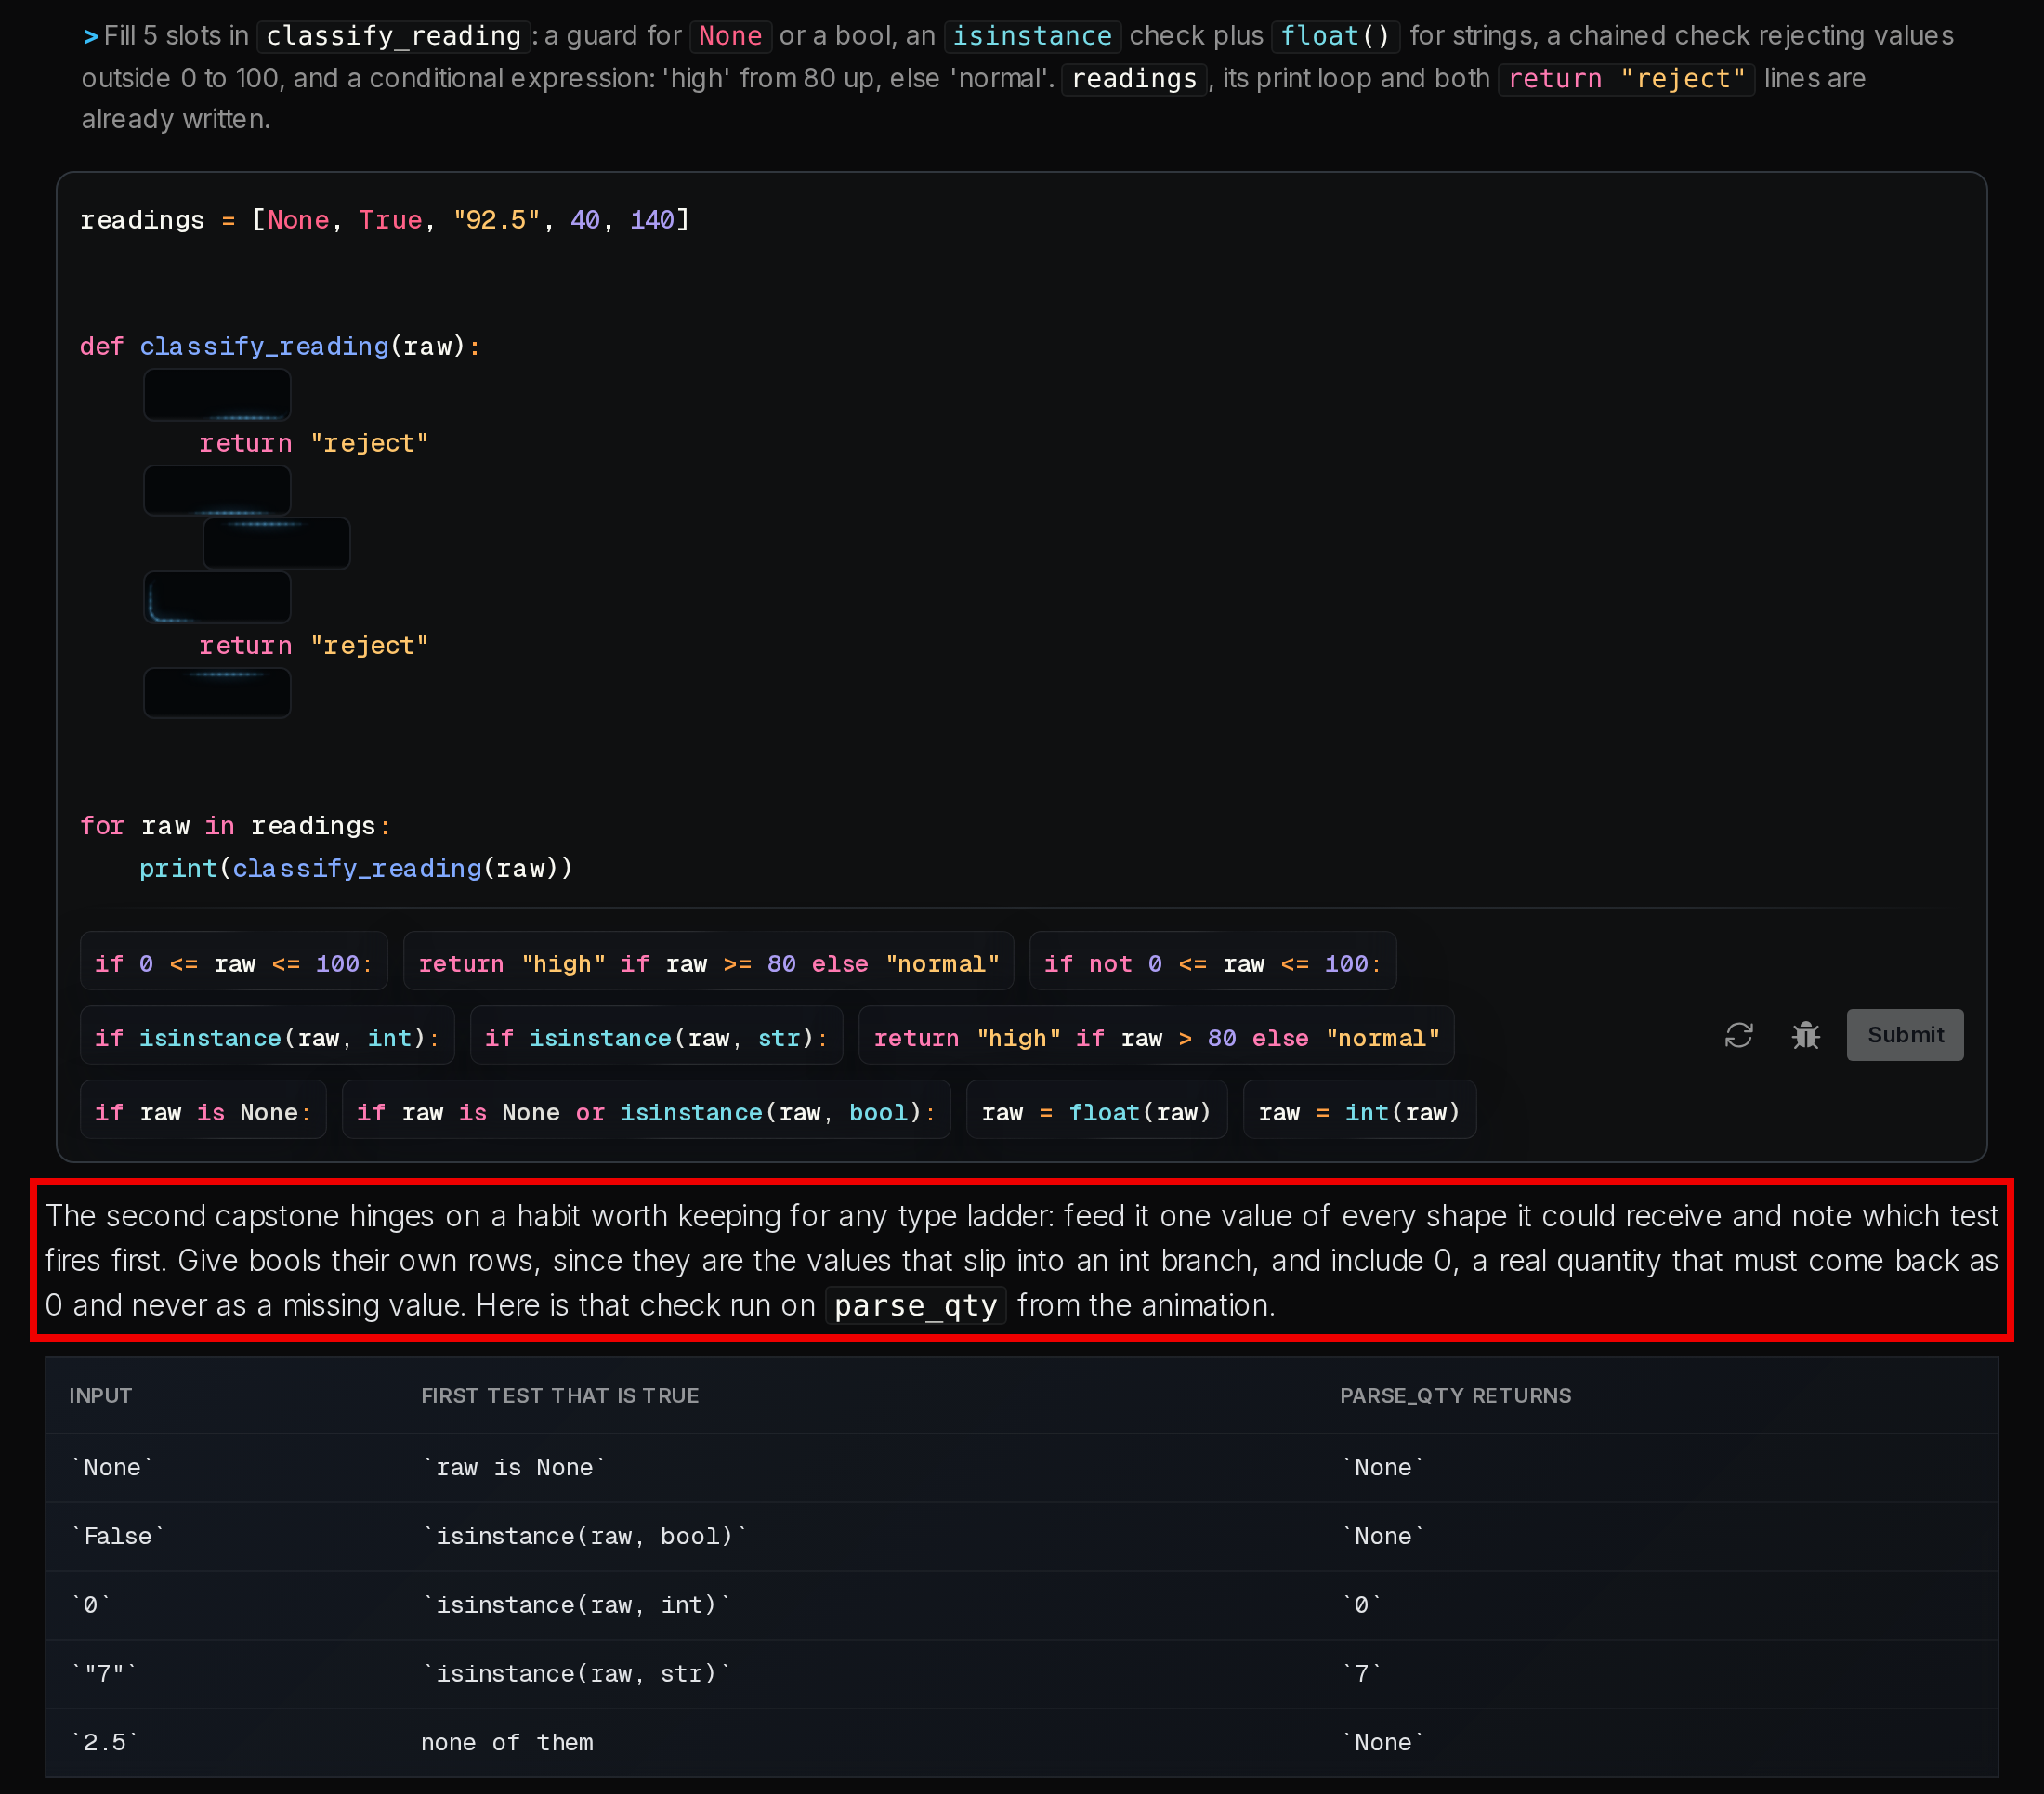 > Fill 5 slots in classify_reading: a guard for None or a bool, an isinstance check plus float() for strings, a chained check rejecting values
outside 0 to 100, and a conditional expression: 'high' from 80 up, else 'normal'. readings, its print loop and both return "reject" lines are
already written.
readings = [None, True, "92.5", 40, 140]
def classify_reading(raw):
return "reject"
return "reject"
for raw in readings:
print(classify_reading(raw))
if 0 <= raw <= 100:
return "high" if raw >= 80 else "normal"
if not 0 <= raw <= 100:
if isinstance(raw, int):
if isinstance(raw, str):
return "high" if raw > 80 else "normal"
Submit
if raw is None:
if raw is None or isinstance(raw, bool):
raw = float(raw)
raw = int(raw)
The second capstone hinges on a habit worth keeping for any type ladder: feed it one value of every shape it could receive and note which test
fires first. Give bools their own rows, since they are the values that slip into an int branch, and include 0, a real quantity that must come back as
0 and never as a missing value. Here is that check run on parse_qty from the animation.
INPUT FIRST TEST THAT IS TRUE PARSE_QTY RETURNS
`None` `raw is None` `None`
`False` `isinstance(raw, bool)` `None`
`0` `isinstance(raw, int)` `0`
`"7"` `isinstance(raw, str)` `7`
`2.5` none of them `None`